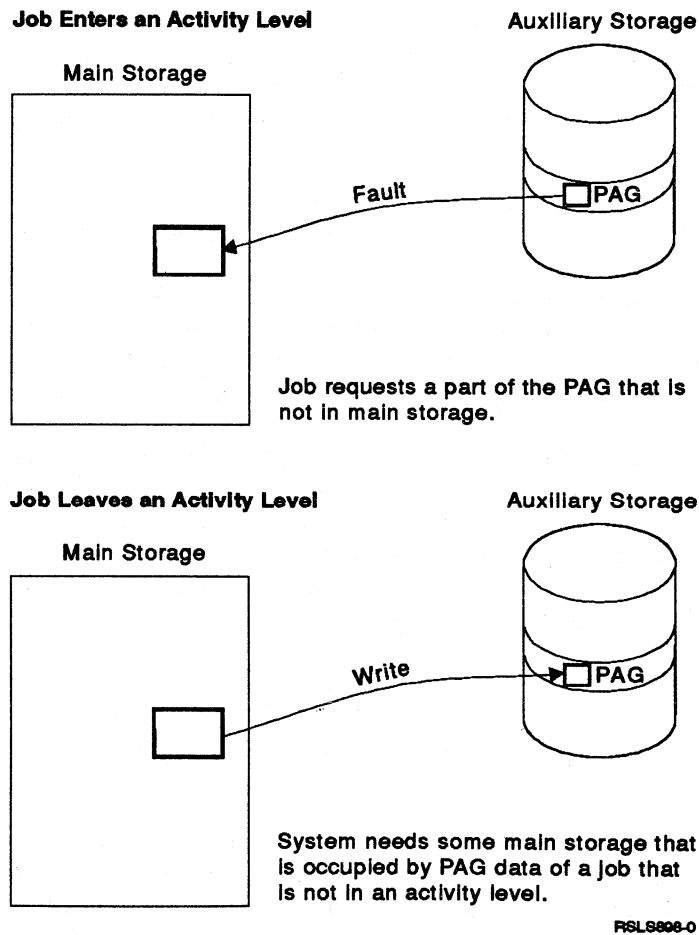 Job Enters an Activity Level
Auxiliary Storage
Main Storage
Fault
PAG
Job requests a part of the PAG that is
not in main storage.
Job Leaves an Activity Level
Auxiliary Storage
Main Storage
Write
PAG
System needs some main storage that
is occupied by PAG data of a job that
is not in an activity level.
RSLS898-0